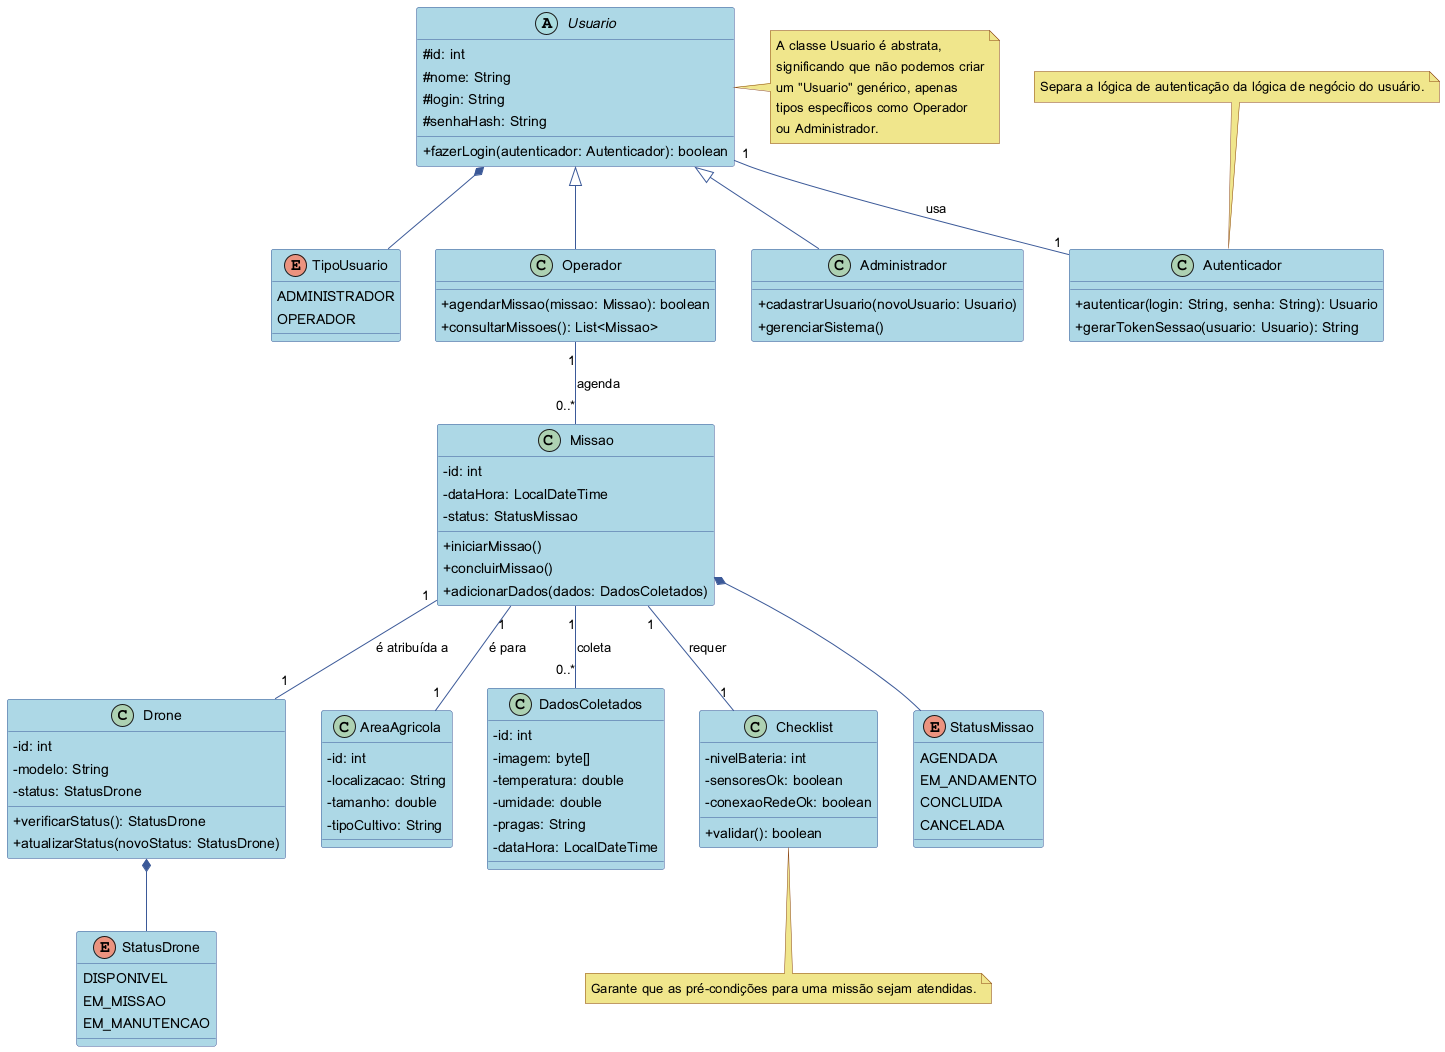 A Usuario
#id: int
#nome: String
#login: String
#senhaHash: String
+fazerLogin(autenticador: Autenticador): boolean
A classe Usuario é abstrata,
significando que não podemos criar
um "Usuario" genérico, apenas
tipos específicos como Operador
ou Administrador.
Separa a lógica de autenticação da lógica de negócio do usuário.
1
usa
1
E TipoUsuario
ADMINISTRADOR
OPERADOR
C Operador
+agendarMissao(missao: Missao): boolean
+consultarMissoes(): List<Missao>
C Administrador
+cadastrarUsuario(novoUsuario: Usuario)
+gerenciarSistema()
C Autenticador
+autenticar(login: String, senha: String): Usuario
+gerarTokenSessao(usuario: Usuario): String
1
agenda
0..*
C Missao
-id: int
-dataHora: LocalDateTime
-status: StatusMissao
+iniciarMissao()
+concluirMissao()
+adicionarDados(dados: DadosColetados)
1
é atribuída a
1
1
é para
1
1
coleta
0..*
1
requer
1
C Drone
-id: int
-modelo: String
-status: StatusDrone
+verificarStatus(): StatusDrone
+atualizarStatus(novoStatus: StatusDrone)
C AreaAgricola
-id: int
-localizacao: String
-tamanho: double
-tipoCultivo: String
C DadosColetados
-id: int
-imagem: byte[]
-temperatura: double
-umidade: double
-pragas: String
-dataHora: LocalDateTime
C Checklist
-nivelBateria: int
-sensoresOk: boolean
-conexaoRedeOk: boolean
+validar(): boolean
E StatusMissao
AGENDADA
EM_ANDAMENTO
CONCLUIDA
CANCELADA
E StatusDrone
DISPONIVEL
EM_MISSAO
EM_MANUTENCAO
Garante que as pré-condições para uma missão sejam atendidas.